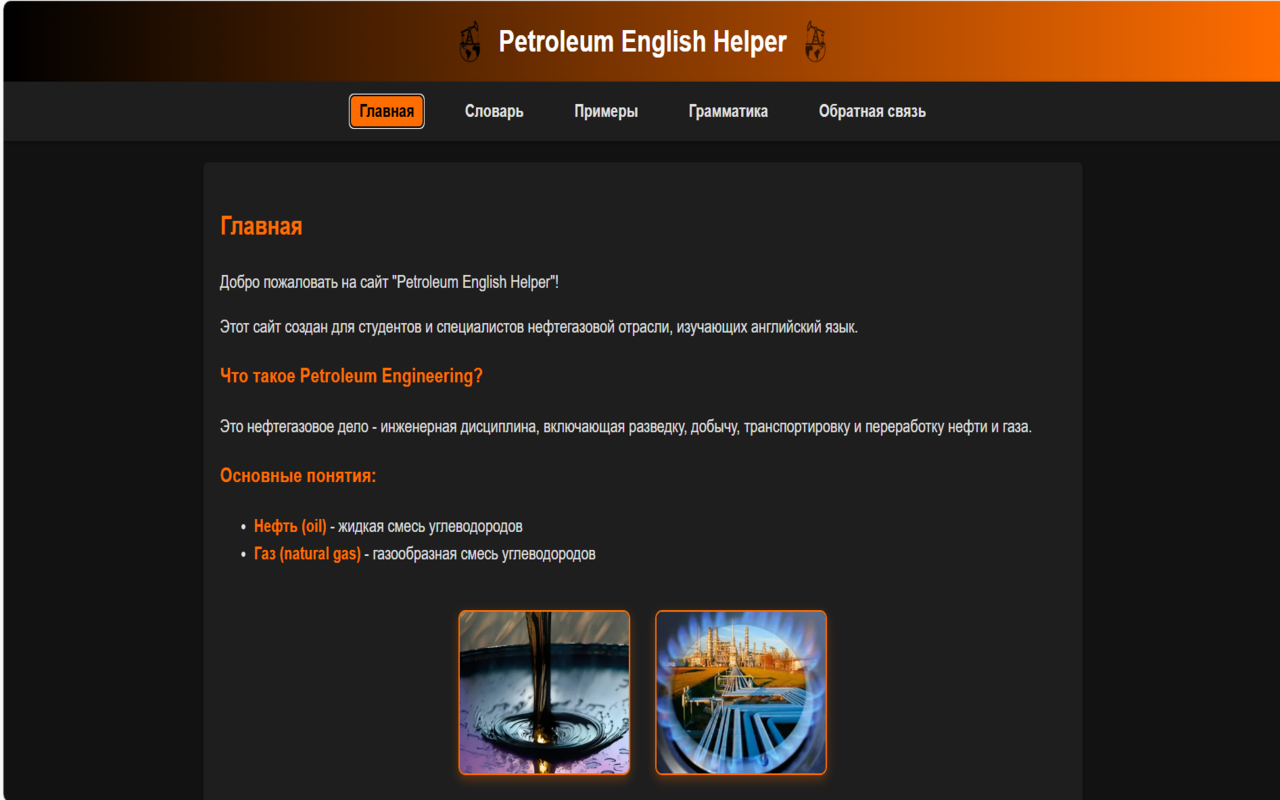 Petroleum English Helper
Главная
Словарь
Примеры
Грамматика
Обратная связь
Главная
Добро пожаловать на сайт "Petroleum English Helper"!
Этот сайт создан для студентов и специалистов нефтегазовой отрасли, изучающих английский язык.
Что такое Petroleum Engineering?
Это нефтегазовое дело - инженерная дисциплина, включающая разведку, добычу, транспортировку и переработку нефти и газа.
Основные понятия:
• Нефть (oil) - жидкая смесь углеводородов
• Газ (natural gas) - газообразная смесь углеводородов